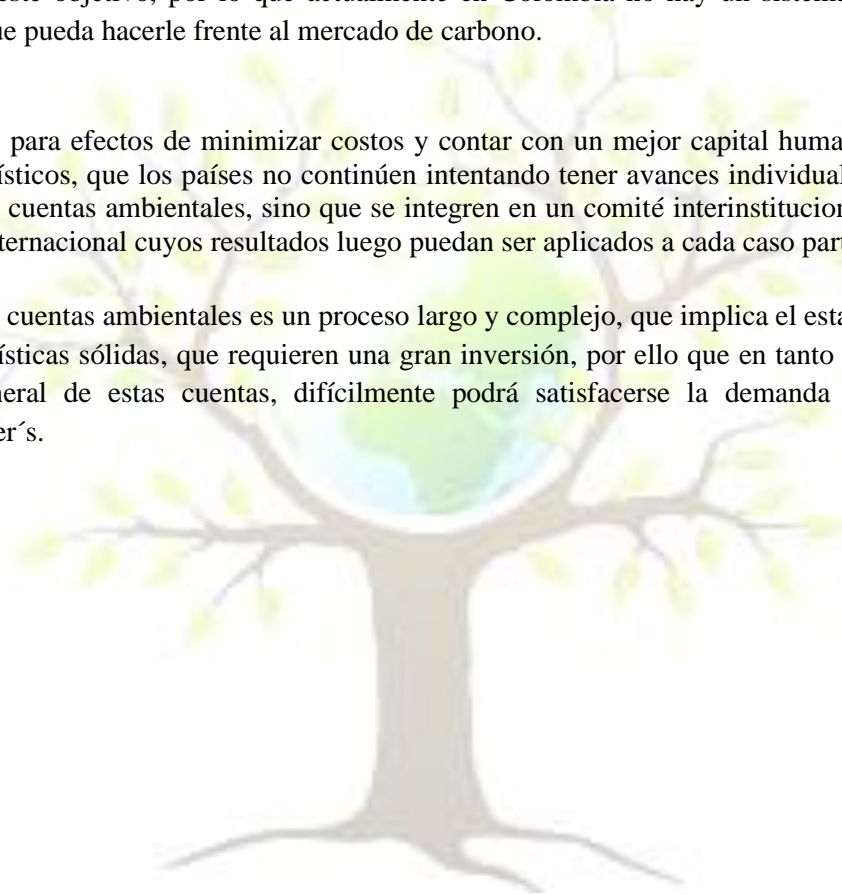 este objetivo, por lo que actualmente en Colombia no hay un sistema
ue pueda hacerle frente al mercado de carbono.
para efectos de minimizar costos y contar con un mejor capital huma
ísticos, que los países no continúen intentando tener avances individual
cuentas ambientales, sino que se integren en un comité interinstitucion
ternacional cuyos resultados luego puedan ser aplicados a cada caso part
cuentas ambientales es un proceso largo y complejo, que implica el esta
ísticas sólidas, que requieren una gran inversión, por ello que en tanto
neral de estas cuentas, difícilmente podrá satisfacerse la demanda
er´s.